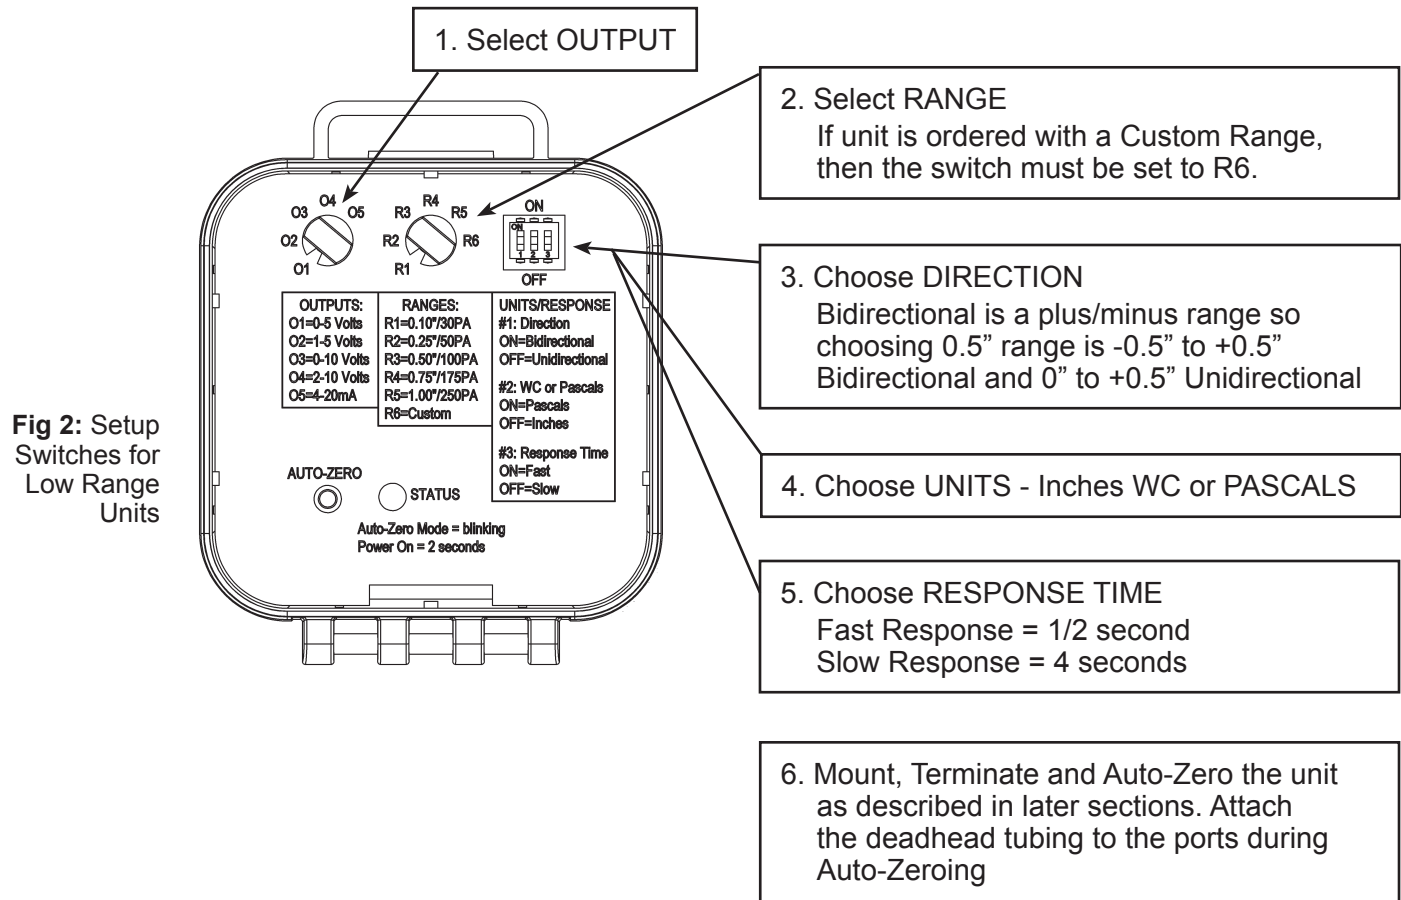 1. Select OUTPUT
2. Select RANGE
If unit is ordered with a Custom Range,
then the switch must be set to R6.
3. Choose DIRECTION
Bidirectional is a plus/minus range so
choosing 0.5” range is -0.5” to +0.5”
Bidirectional and 0” to +0.5” Unidirectional
4. Choose UNITS - Inches WC or PASCALS
5. Choose RESPONSE TIME
Fast Response = 1/2 second
Slow Response = 4 seconds
6. Mount, Terminate and Auto-Zero the unit
as described in later sections. Attach
the deadhead tubing to the ports during
Auto-Zeroing
Fig 2: Setup
Switches for
Low Range
Units
O1
O2
O3
O4
O5
R1
R2
R3
R4
R5
R6
ON
ON
1 2 3
OFF
OUTPUTS:
O1=0-5 Volts
O2=1-5 Volts
O3=0-10 Volts
O4=2-10 Volts
O5=4-20mA
RANGES:
R1=0.10"/30PA
R2=0.25"/50PA
R3=0.50"/100PA
R4=0.75"/175PA
R5=1.00"/250PA
R6=Custom
UNITS/RESPONSE
#1: Direction
ON=Bidirectional
OFF=Unidirectional
#2: WC or Pascals
ON=Pascals
OFF=Inches
#3: Response Time
ON=Fast
OFF=Slow
AUTO-ZERO
STATUS
Auto-Zero Mode = blinking
Power On = 2 seconds